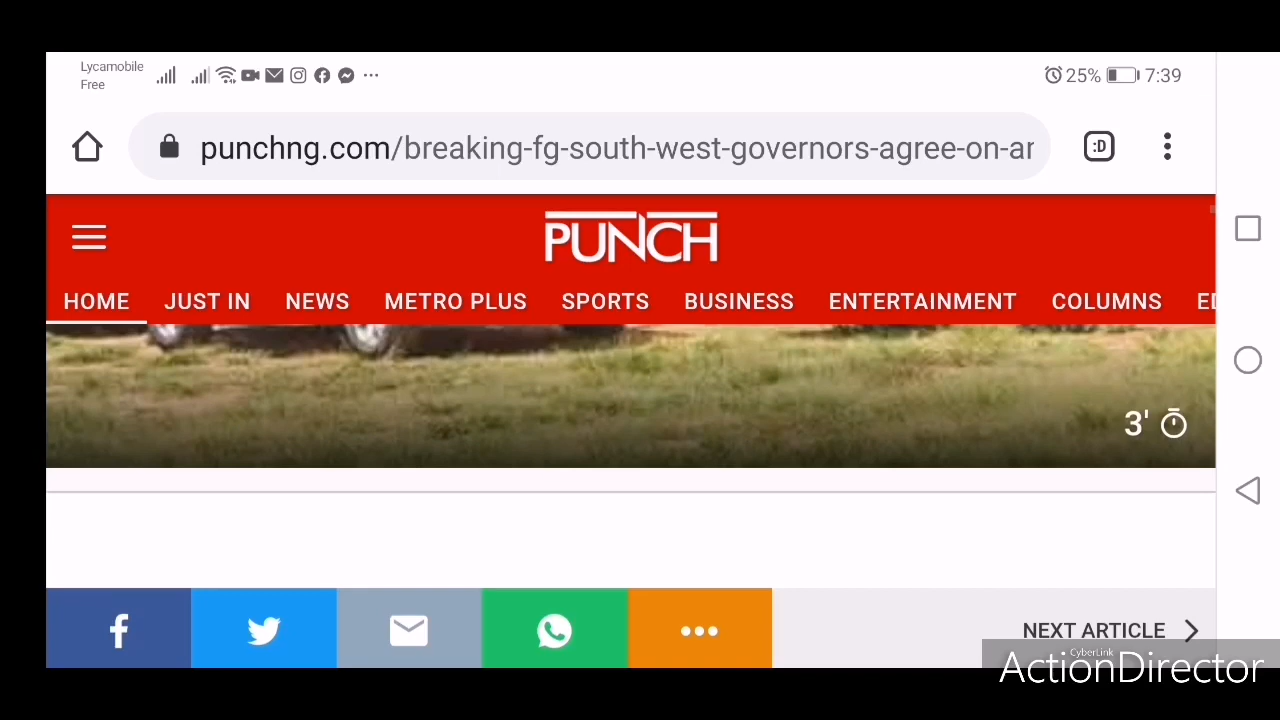 Lycamobile
Free
25% 7:39
punchng.com/breaking-fg-south-west-governors-agree-on-ar
:D
PUNCH
HOME JUST IN NEWS METRO PLUS SPORTS BUSINESS ENTERTAINMENT COLUMNS ED
3'
NEXT ARTICLE
CyberLink
ActionDirector